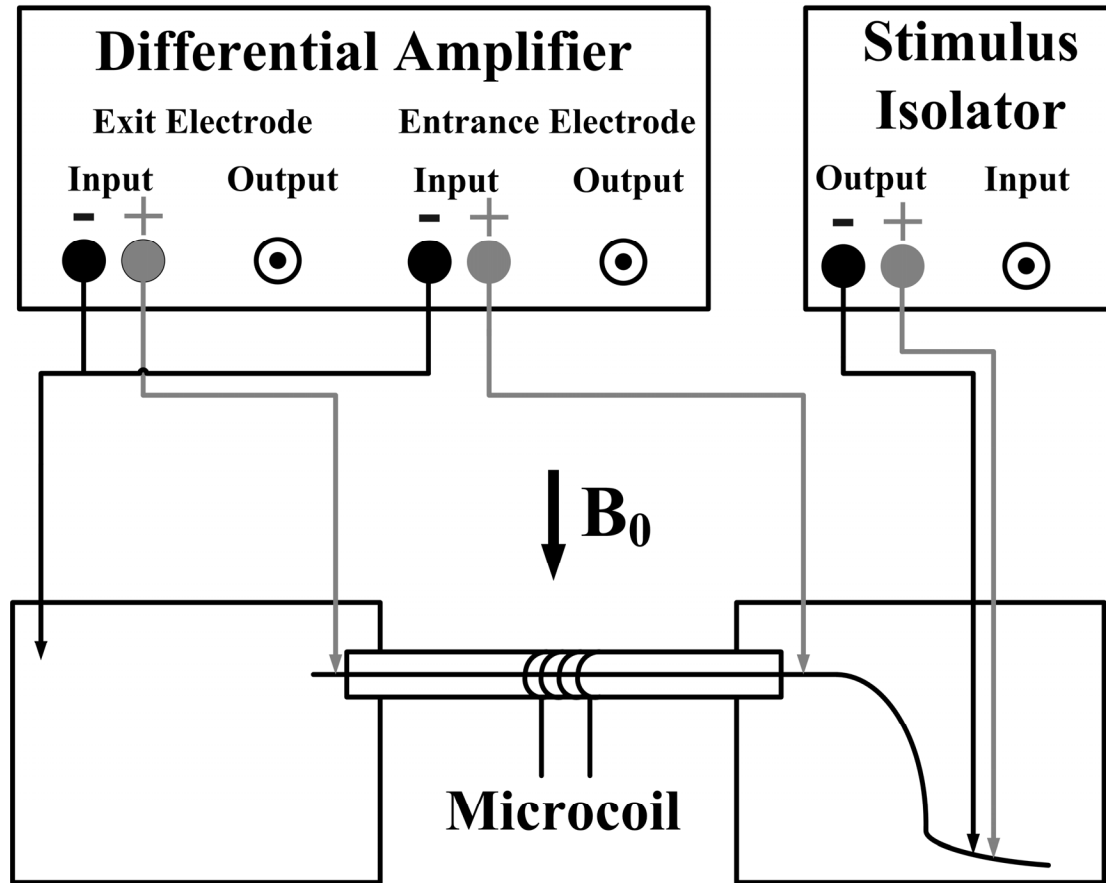 Differential Amplifier
Exit Electrode
Entrance Electrode
Input
Output
Input
Output
- +
- +
Stimulus
Isolator
Output
Input
- +
B₀
Microcoil